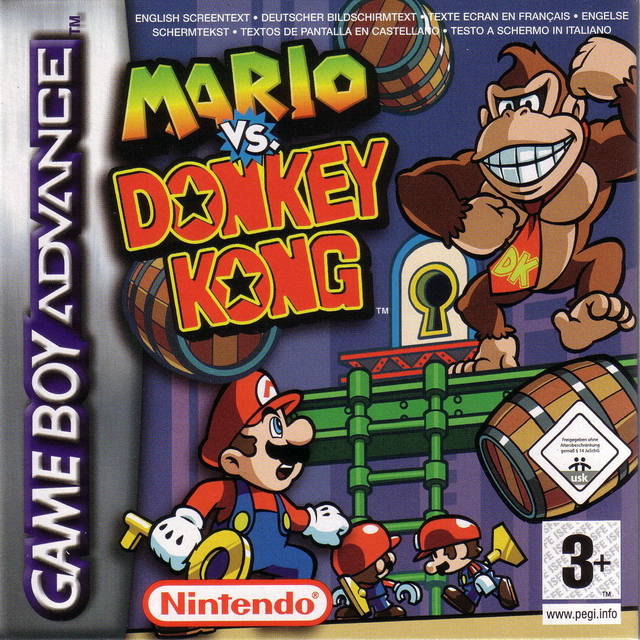 ENGLISH SCREENTEXT • DEUTSCHER BILDSCHIRMTEXT • TEXTE ECRAN EN FRANÇAIS • ENGELSE
SCHERMTEKST • TEXTOS DE PANTALLA EN CASTELLANO • TESTO A SCHERMO IN ITALIANO
GAME BOY ADVANCE™
MARIO
VS.
DONKEY
KONG
TM
DK
M
Freigegeben ohne
Altersbeschränkung
gemäß § 14 JuSchG
usk
Nintendo®
3+
TM
www.pegi.info